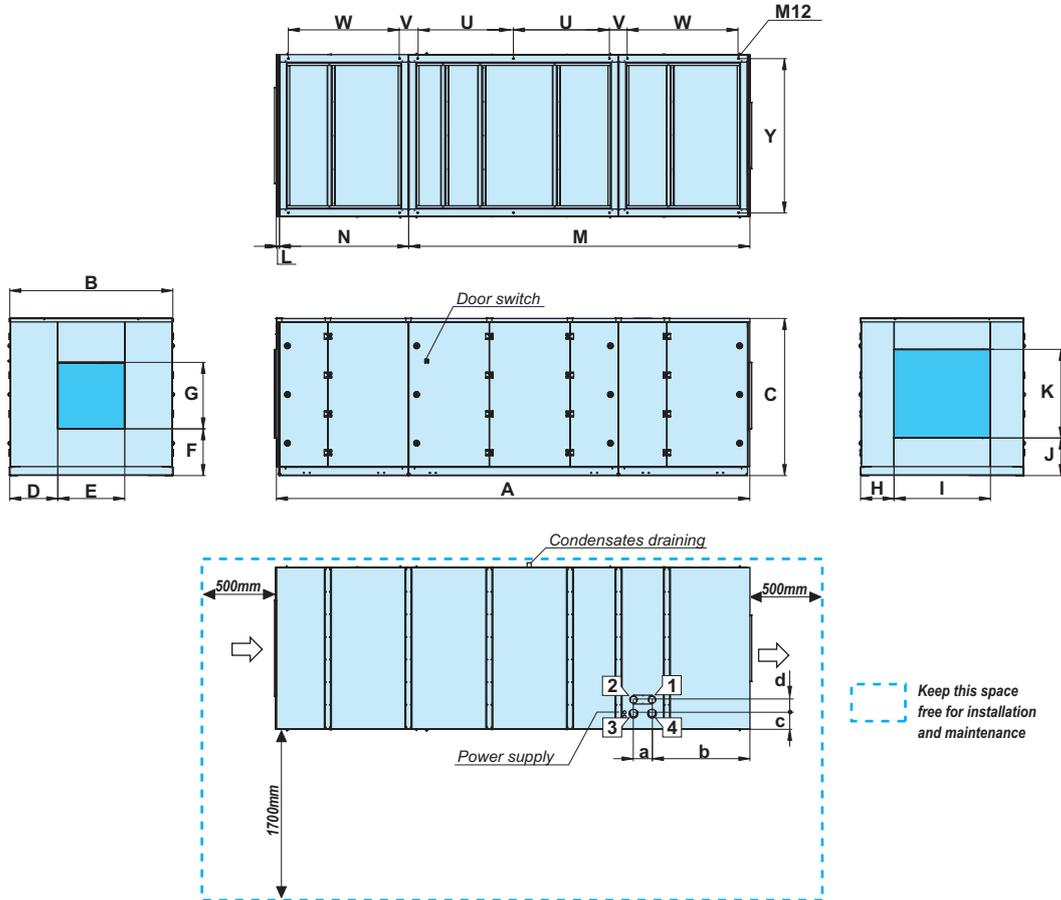 W V U U V W M12
Y
N M
L
B
Door switch
G
F
C
K
J
D E
A
H I
Condensates draining
500mm
500mm
2 1
d
3 4
c
Power supply
a b
1700mm
Keep this space
free for installation
and maintenance